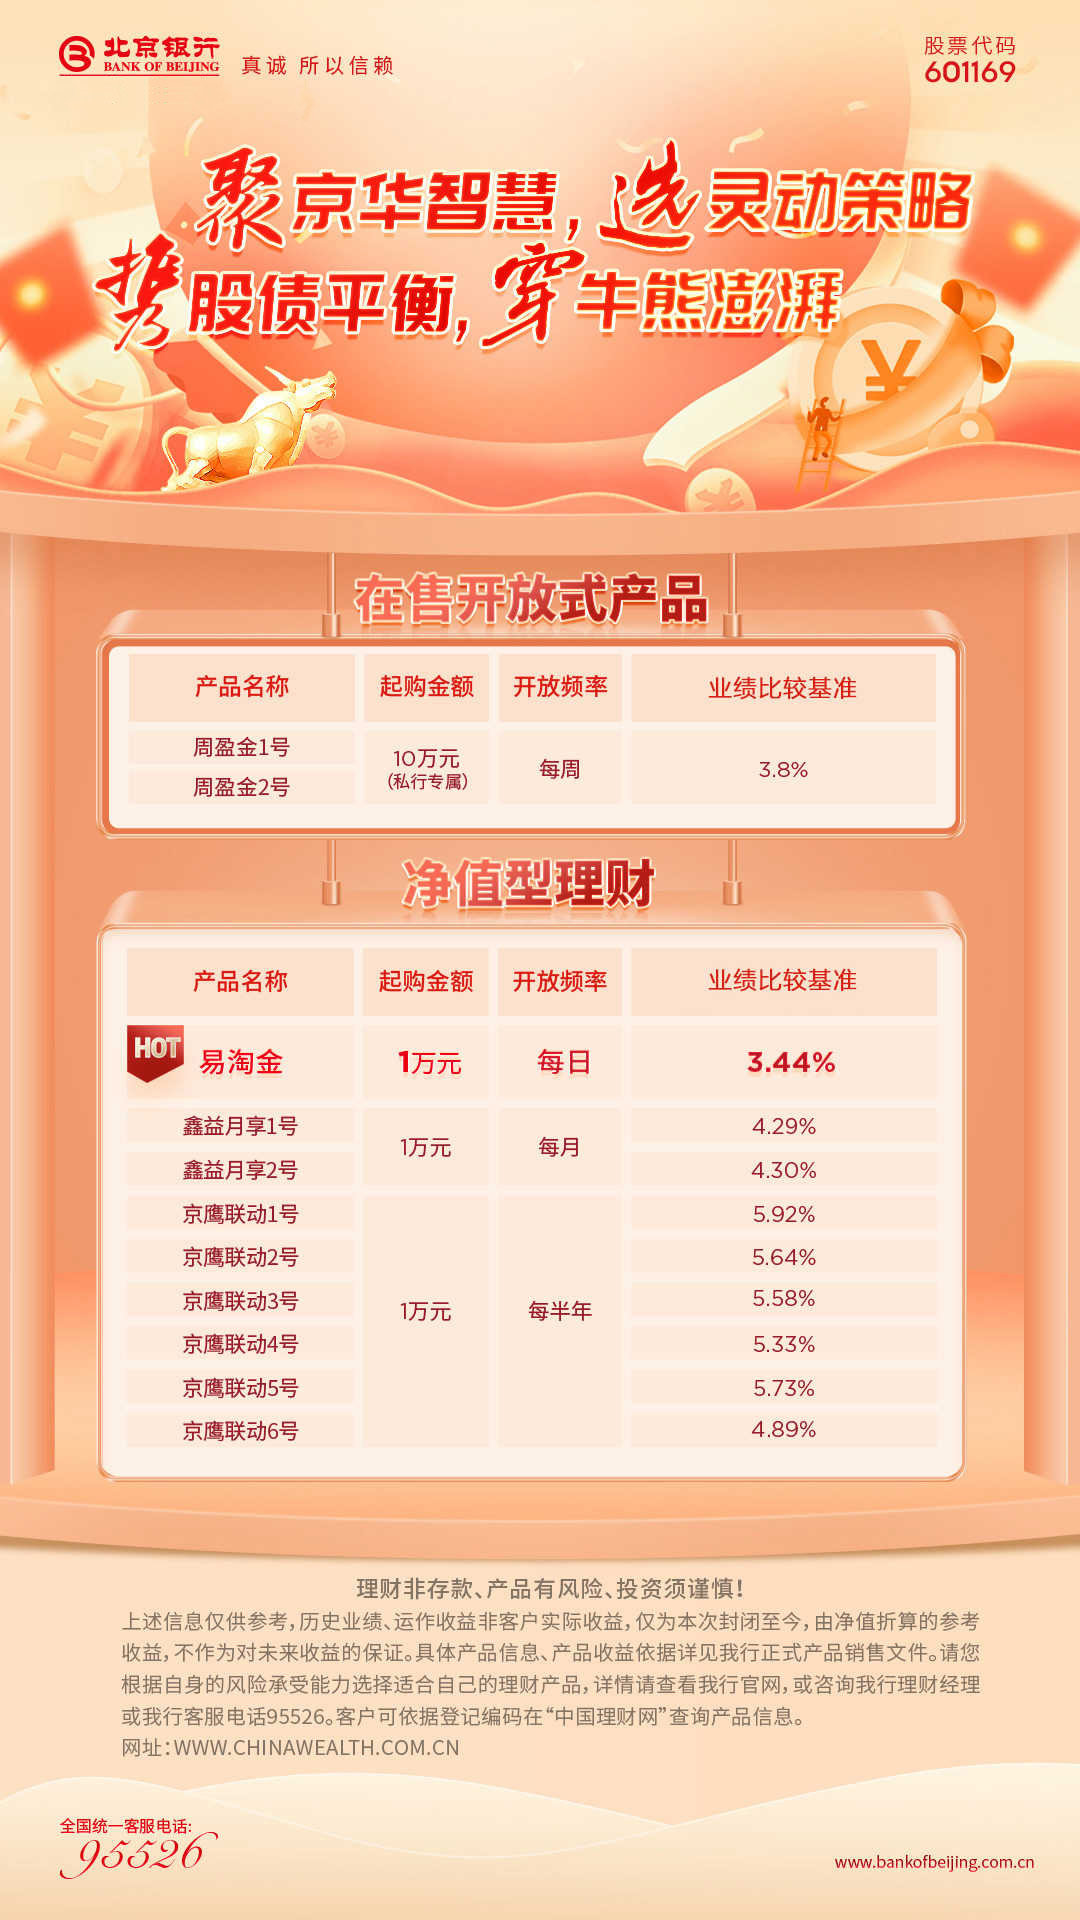 北京银行
BANK OF BEIJING
真诚 所以信赖
股票代码
601169
聚京华智慧,选灵动策略
携股债平衡,穿牛熊澎湃
在售开放式产品
产品名称 起购金额 开放频率 业绩比较基准
周盈金1号 10万元 每周 3.8%
(私行专属)
周盈金2号
净值型理财
产品名称 起购金额 开放频率 业绩比较基准
HOT 易淘金 1万元 每日 3.44%
鑫益月享1号 1万元 每月 4.29%
鑫益月享2号 4.30%
京鹰联动1号 5.92%
京鹰联动2号 5.64%
京鹰联动3号 1万元 每半年 5.58%
京鹰联动4号 5.33%
京鹰联动5号 5.73%
京鹰联动6号 4.89%
理财非存款、产品有风险、投资须谨慎!
上述信息仅供参考,历史业绩、运作收益非客户实际收益,仅为本次封闭至今,由净值折算的参考
收益,不作为对未来收益的保证。具体产品信息、产品收益依据详见我行正式产品销售文件。请您
根据自身的风险承受能力选择适合自己的理财产品,详情请查看我行官网,或咨询我行理财经理
或我行客服电话95526。客户可依据登记编码在“中国理财网”查询产品信息。
网址:WWW.CHINAWEALTH.COM.CN
全国统一客服电话:
95526
www.bankofbeijing.com.cn